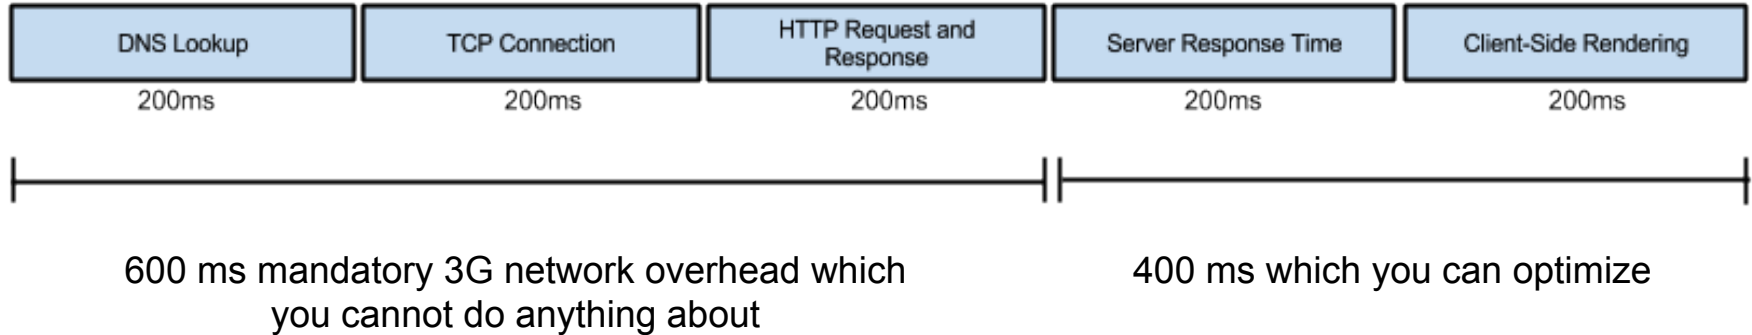 DNS Lookup
TCP Connection
HTTP Request and
Response
Server Response Time
Client-Side Rendering
200ms
200ms
200ms
200ms
200ms
600 ms mandatory 3G network overhead which
you cannot do anything about
400 ms which you can optimize